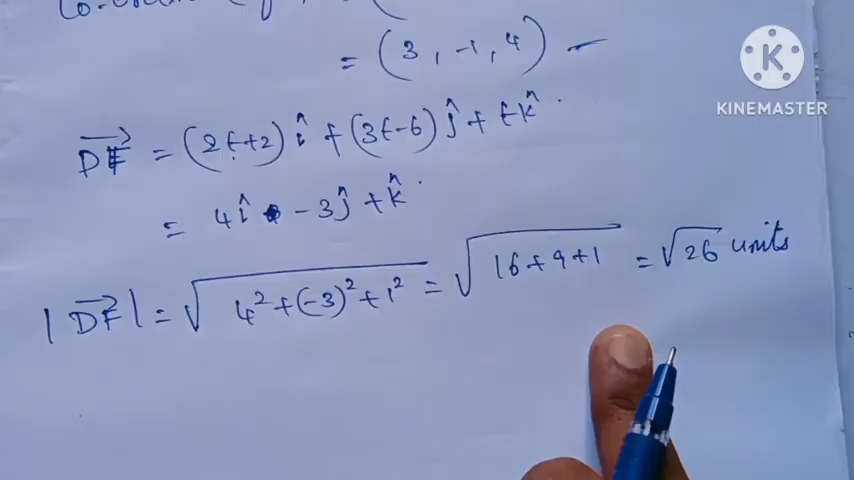 = (3, -1, 4) –
K
KINEMASTER
DF⃗ = (2t+2) î + (3t-6) ĵ + t k̂.
= 4î - 3ĵ + k̂.
|DF⃗| = √(4² + (-3)² + 1²) = √(16+9+1) = √26 units